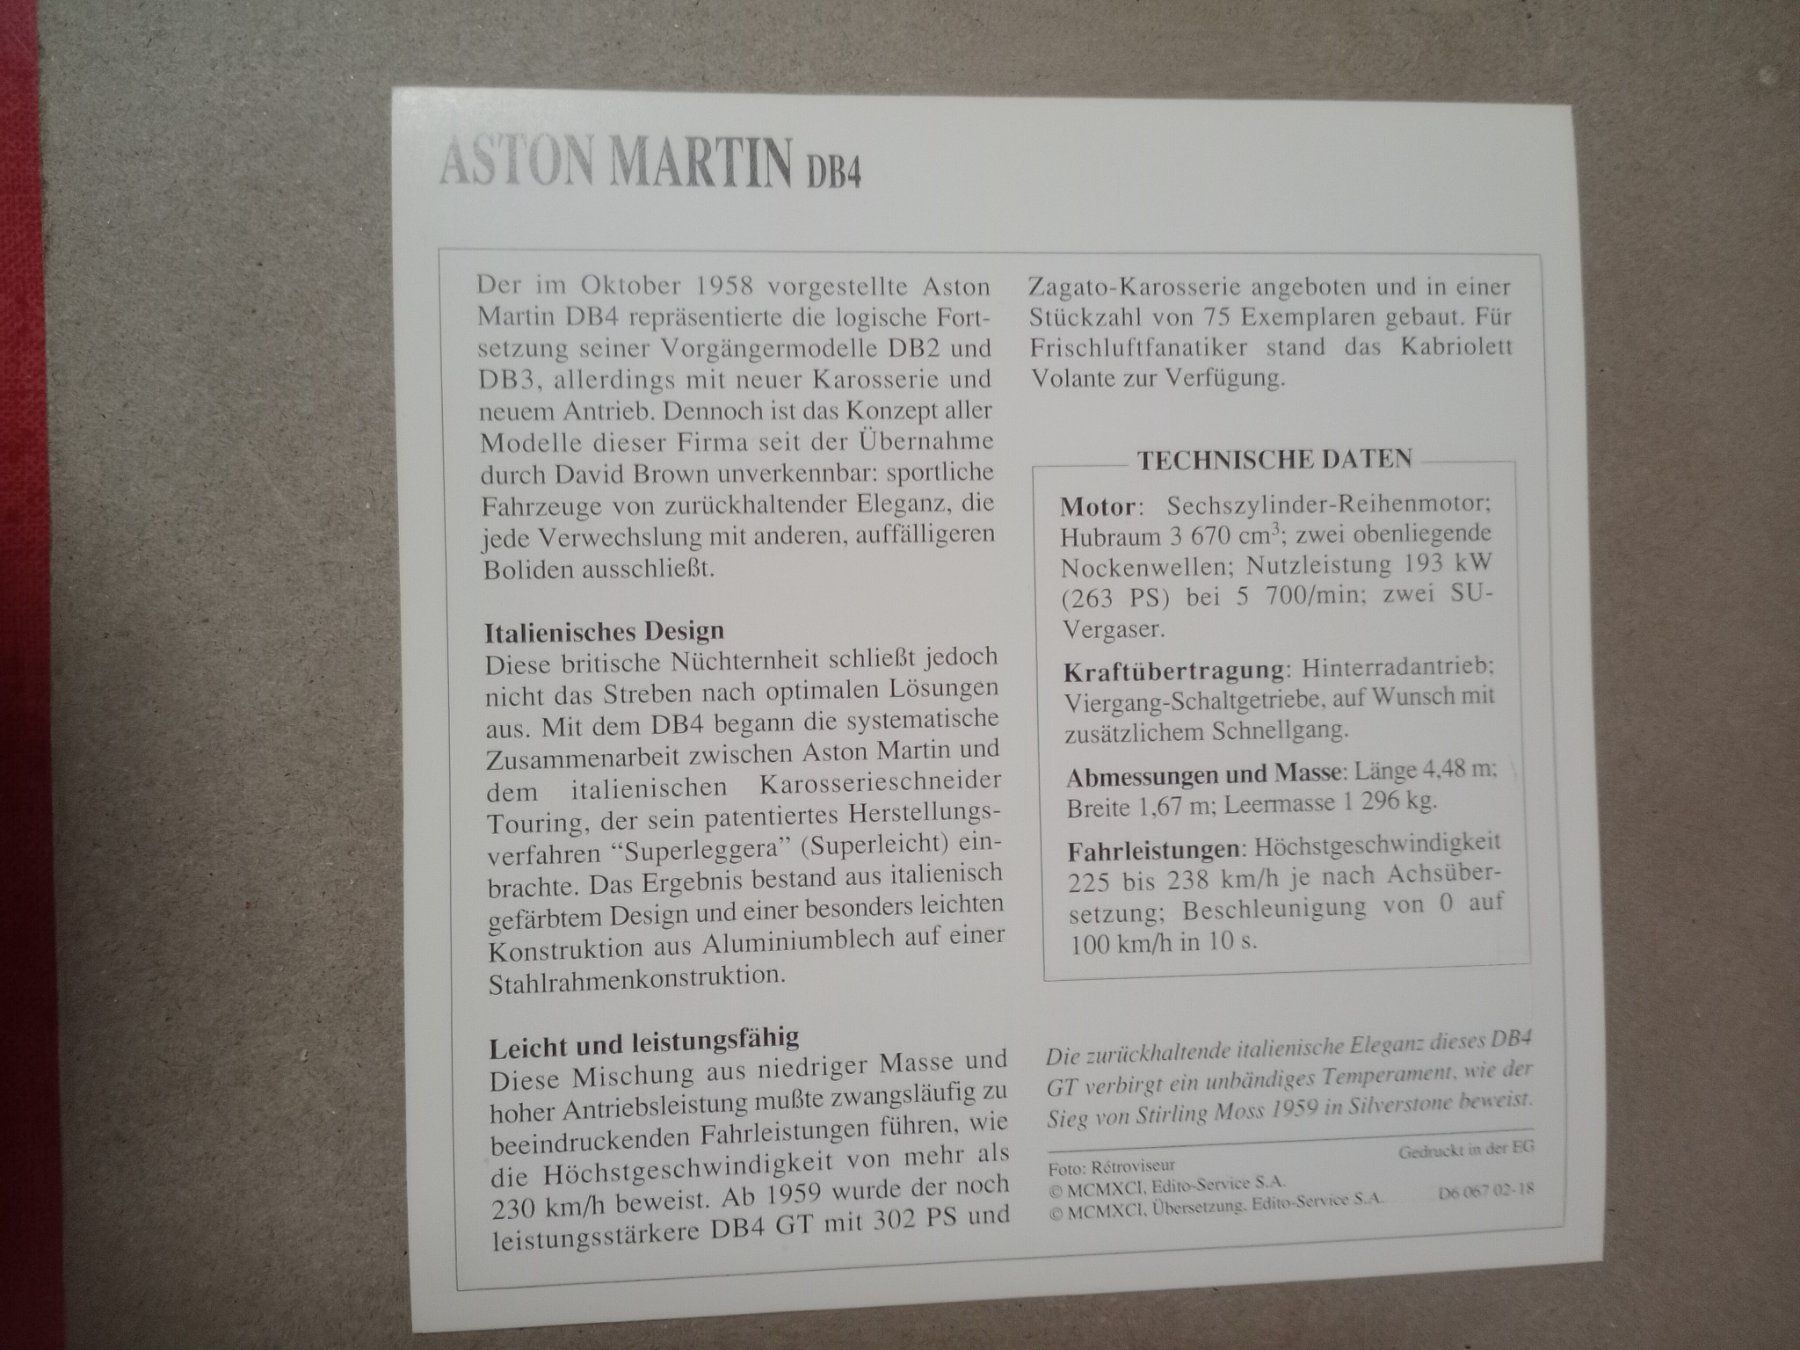 ASTON MARTIN DB4
Der im Oktober 1958 vorgestellte Aston
Martin DB4 repräsentierte die logische Fort-
setzung seiner Vorgängermodelle DB2 und
DB3, allerdings mit neuer Karosserie und
neuem Antrieb. Dennoch ist das Konzept aller
Modelle dieser Firma seit der Übernahme
durch David Brown unverkennbar: sportliche
Fahrzeuge von zurückhaltender Eleganz, die
jede Verwechslung mit anderen, auffälligeren
Boliden ausschließt.
Italienisches Design
Diese britische Nüchternheit schließt jedoch
nicht das Streben nach optimalen Lösungen
aus. Mit dem DB4 begann die systematische
Zusammenarbeit zwischen Aston Martin und
dem italienischen Karosserieschneider
Touring, der sein patentiertes Herstellungs-
verfahren “Superleggera” (Superleicht) ein-
brachte. Das Ergebnis bestand aus italienisch
gefärbtem Design und einer besonders leichten
Konstruktion aus Aluminiumblech auf einer
Stahlrahmenkonstruktion.
Leicht und leistungsfähig
Diese Mischung aus niedriger Masse und
hoher Antriebsleistung mußte zwangsläufig zu
beeindruckenden Fahrleistungen führen, wie
die Höchstgeschwindigkeit von mehr als
230 km/h beweist. Ab 1959 wurde der noch
leistungsstärkere DB4 GT mit 302 PS und
Zagato-Karosserie angeboten und in einer
Stückzahl von 75 Exemplaren gebaut. Für
Frischluftfanatiker stand das Kabriolett
Volante zur Verfügung.
TECHNISCHE DATEN
Motor: Sechszylinder-Reihenmotor;
Hubraum 3 670 cm³; zwei obenliegende
Nockenwellen; Nutzleistung 193 kW
(263 PS) bei 5 700/min; zwei SU-
Vergaser.
Kraftübertragung: Hinterradantrieb;
Viergang-Schaltgetriebe, auf Wunsch mit
zusätzlichem Schnellgang.
Abmessungen und Masse: Länge 4,48 m;
Breite 1,67 m; Leermasse 1 296 kg.
Fahrleistungen: Höchstgeschwindigkeit
225 bis 238 km/h je nach Achsüber-
setzung; Beschleunigung von 0 auf
100 km/h in 10 s.
Die zurückhaltende italienische Eleganz dieses DB4
GT verbirgt ein unbändiges Temperament, wie der
Sieg von Stirling Moss 1959 in Silverstone beweist.
Gedruckt in der EG
Foto: Rétroviseur
© MCMXCI, Edito-Service S.A.
© MCMXCI, Übersetzung. Edito-Service S.A. D6 067 02-18